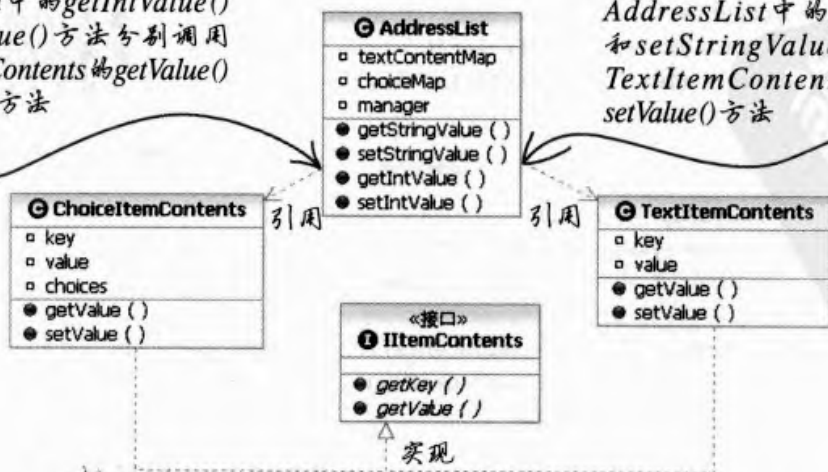 中的getIntValue()
ue()方法分别调用
Contents的getValue()
方法
AddressList中的
和setStringValu
TextItemConten
setValue()方法
AddressList
textContentMap
choiceMap
manager
getStringValue ( )
setStringValue ( )
getIntValue ( )
setIntValue ( )
引用
引用
ChoiceItemContents
key
value
choices
getValue ( )
setValue ( )
TextItemContents
key
value
getValue ( )
setValue ( )
«接口»
IItemContents
getKey ( )
getValue ( )
实现